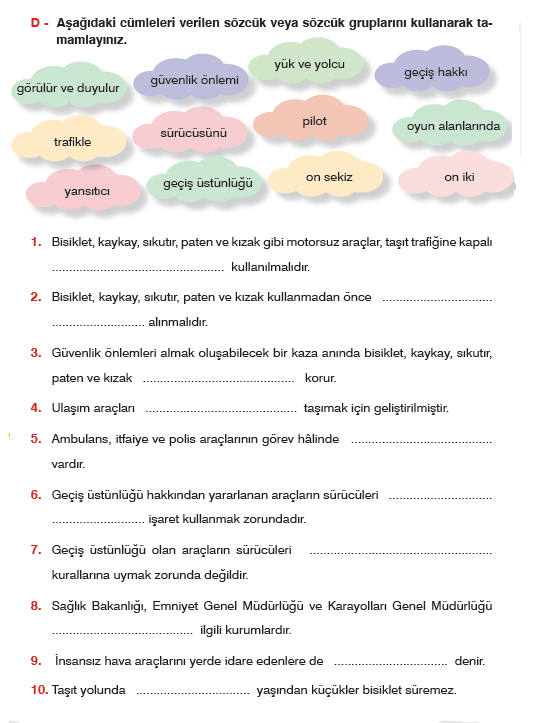 D - Aşağıdaki cümleleri verilen sözcük veya sözcük gruplarını kullanarak ta-
mamlayınız.
görülür ve duyulur
güvenlik önlemi
yük ve yolcu
geçiş hakkı
trafikle
sürücüsünü
pilot
oyun alanlarında
yansıtıcı
geçiş üstünlüğü
on sekiz
on iki
1. Bisiklet, kaykay, sıkutır, paten ve kızak gibi motorsuz araçlar, taşıt trafiğine kapalı
.................................................. kullanılmalıdır.
2. Bisiklet, kaykay, sıkutır, paten ve kızak kullanmadan önce ................................
........................... alınmalıdır.
3. Güvenlik önlemleri almak oluşabilecek bir kaza anında bisiklet, kaykay, sıkutır,
paten ve kızak ............................................ korur.
4. Ulaşım araçları ............................................ taşımak için geliştirilmiştir.
5. Ambulans, itfaiye ve polis araçlarının görev hâlinde .........................................
vardır.
6. Geçiş üstünlüğü hakkından yararlanan araçların sürücüleri ..............................
........................... işaret kullanmak zorundadır.
7. Geçiş üstünlüğü olan araçların sürücüleri .....................................................
kurallarına uymak zorunda değildir.
8. Sağlık Bakanlığı, Emniyet Genel Müdürlüğü ve Karayolları Genel Müdürlüğü
......................................... ilgili kurumlardır.
9. İnsansız hava araçlarını yerde idare edenlere de ................................. denir.
10. Taşıt yolunda ................................. yaşından küçükler bisiklet süremez.